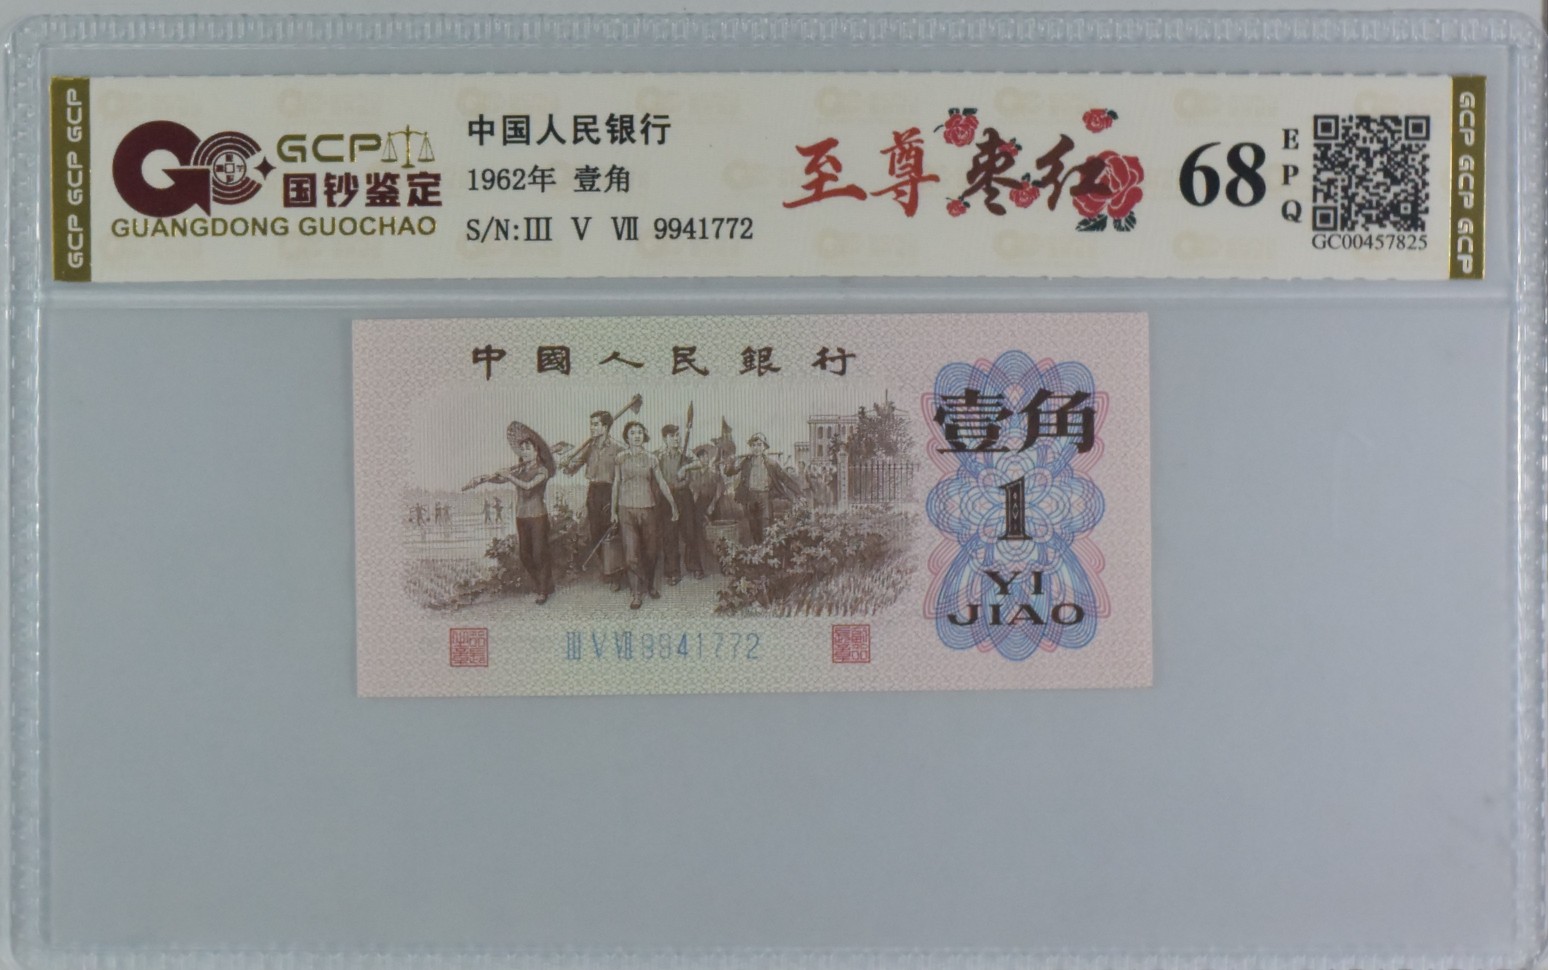 GCP GCP GCP
GCP
国钞鉴定
GUANGDONG GUOCHAO
中国人民银行
1962年 壹角
S/N:III V VII 9941772
至尊枣红
68
EPQ
GC00457825
GCP GCP GCP
中國人民銀行
壹角
1
YI
JIAO
III V VII 9941772